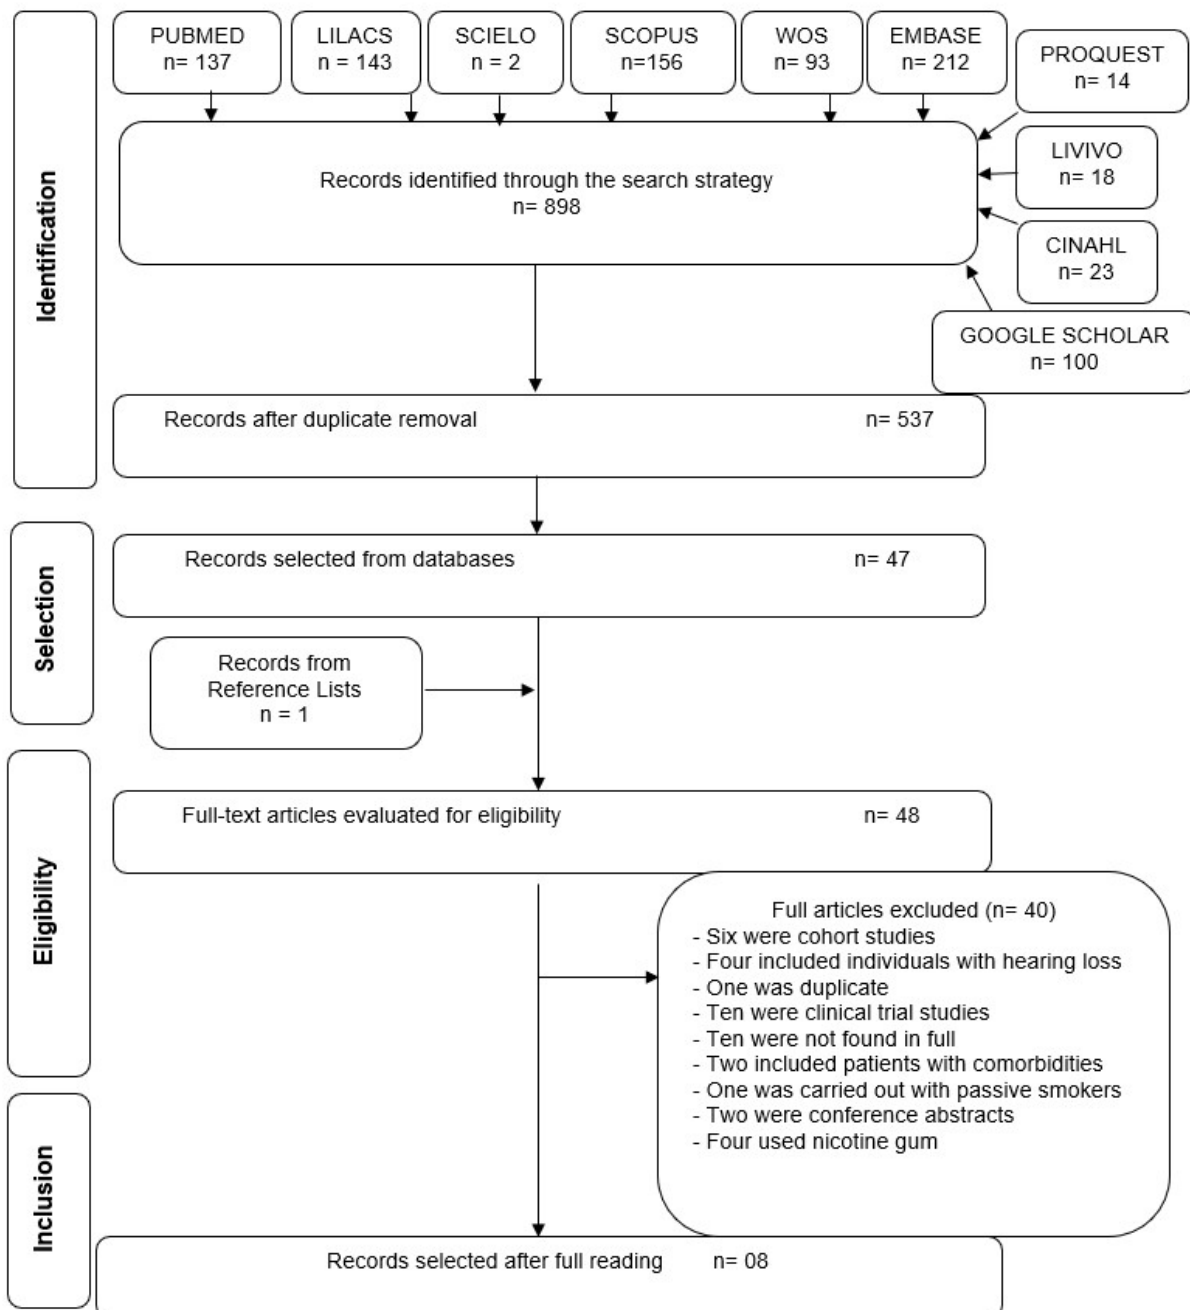 PUBMED
n= 137
LILACS
n = 143
SCIELO
n = 2
SCOPUS
n=156
WOS
n= 93
EMBASE
n= 212
PROQUEST
n= 14
LIVIVO
n= 18
CINAHL
n= 23
GOOGLE SCHOLAR
n= 100
Identification
Records identified through the search strategy
n= 898
Records after duplicate removal n= 537
Selection
Records selected from databases n= 47
Records from
Reference Lists
n = 1
Eligibility
Full-text articles evaluated for eligibility n= 48
Full articles excluded (n= 40)
- Six were cohort studies
- Four included individuals with hearing loss
- One was duplicate
- Ten were clinical trial studies
- Ten were not found in full
- Two included patients with comorbidities
- One was carried out with passive smokers
- Two were conference abstracts
- Four used nicotine gum
Inclusion
Records selected after full reading n= 08